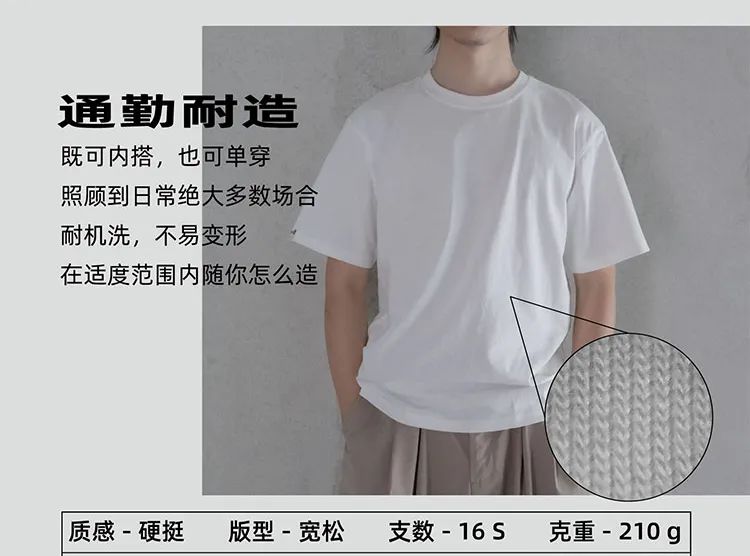 通勤耐造
既可内搭，也可单穿
照顾到日常绝大多数场合
耐机洗，不易变形
在适度范围内随你怎么造
质感 - 硬挺 版型 - 宽松 支数 - 16 S 克重 - 210 g